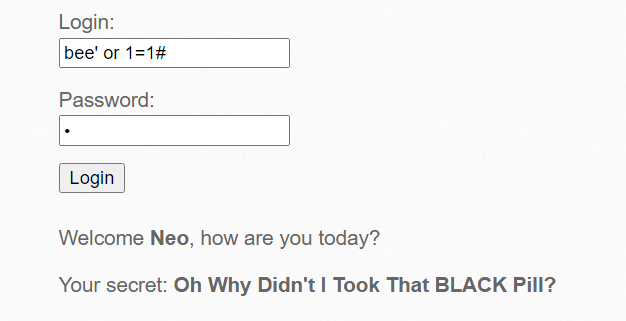 Login:
bee' or 1=1#
Password:
•
Login
Welcome Neo, how are you today?
Your secret: Oh Why Didn't I Took That BLACK Pill?